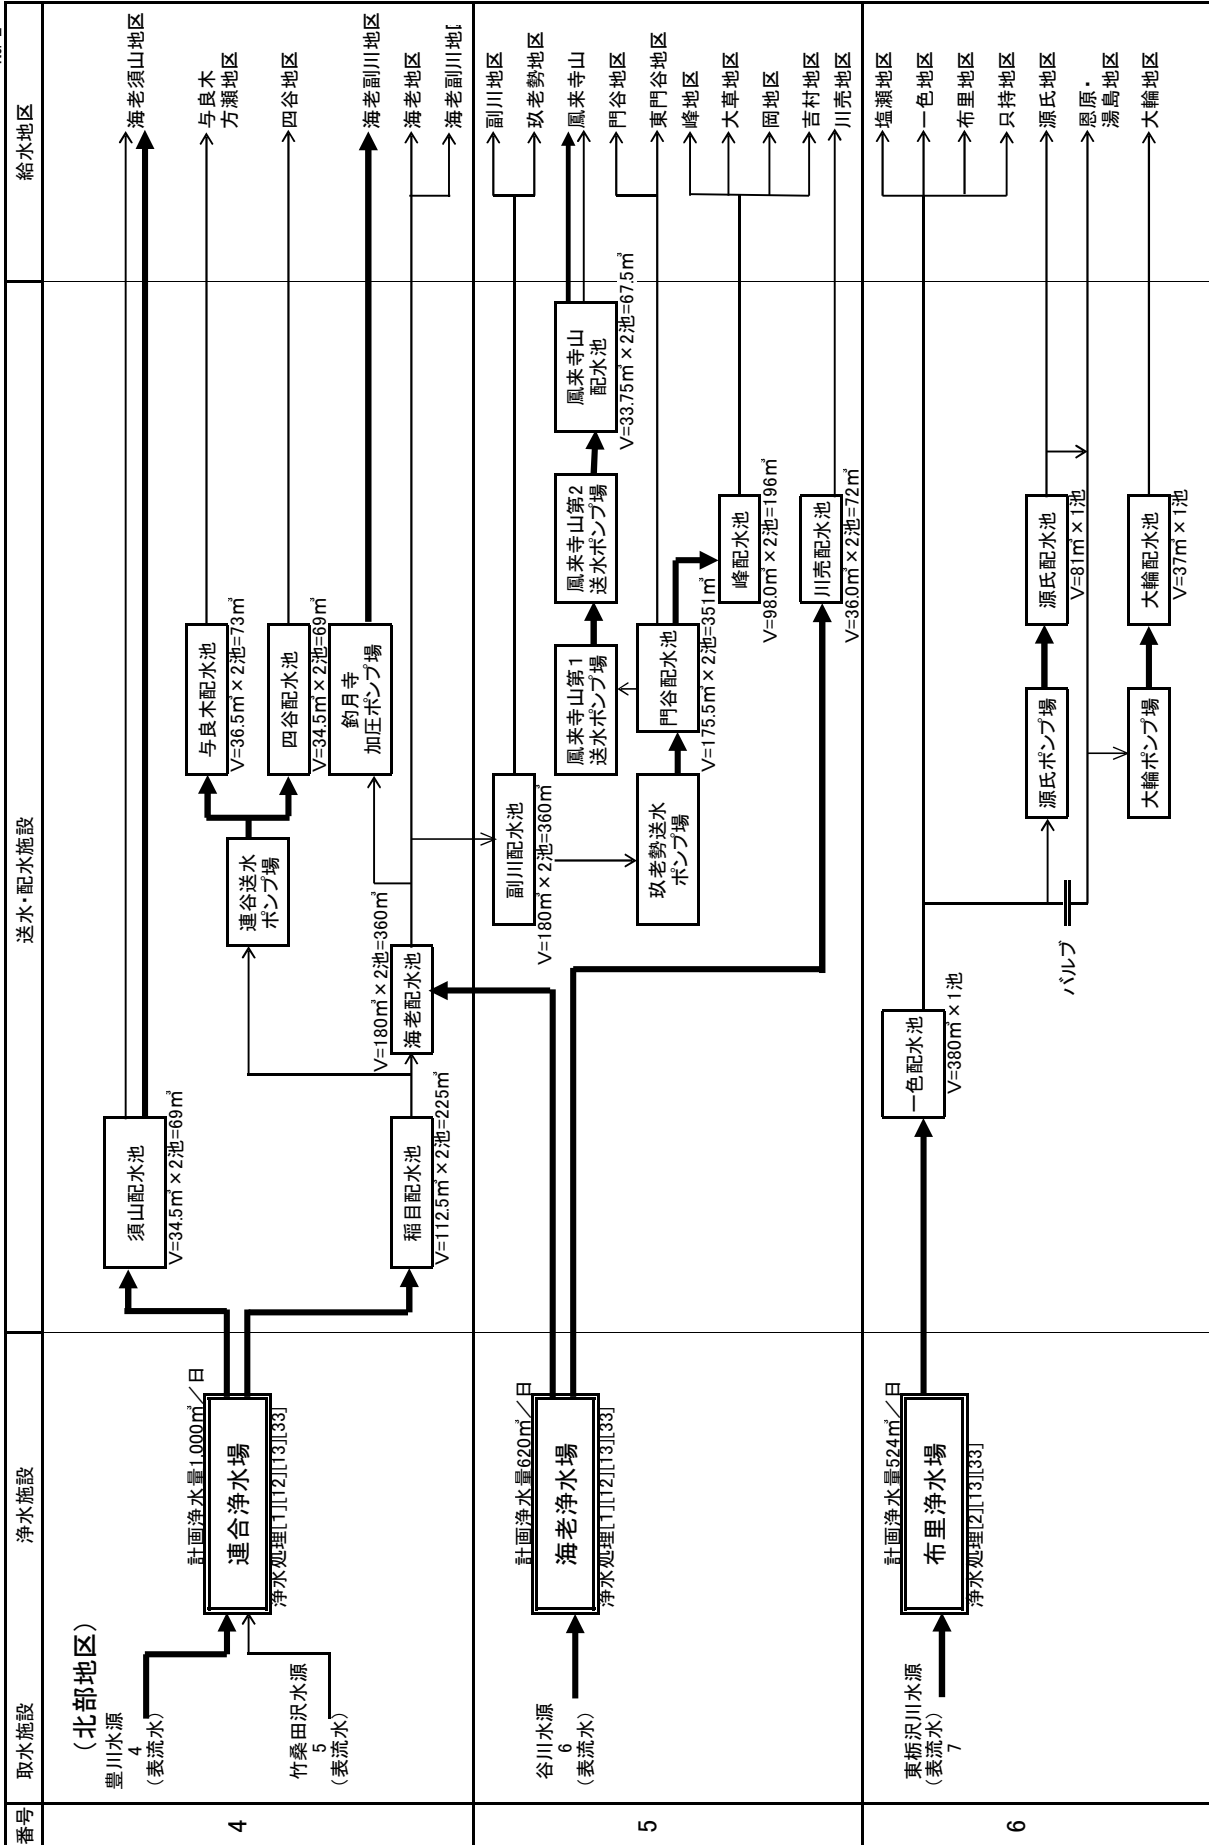 番号
取水施設
浄水施設
送水・配水施設
給水地区
4
(北部地区)
豊川水源
4
(表流水)
竹桑田沢水源
5
(表流水)
計画浄水量1,000㎥／日
連合浄水場
浄水処理[1][12][13][33]
須山配水池
V=34.5㎥×2池=69㎥
稲目配水池
V=112.5㎥×2池=225㎥
連谷送水
ポンプ場
V=180㎥×2池=360㎥
海老配水池
与良木配水池
V=36.5㎥×2池=73㎥
四谷配水池
V=34.5㎥×2池=69㎥
釣月寺
加圧ポンプ場
海老須山地区
与良木
方瀬地区
四谷地区
海老副川地区
海老地区
海老副川地
5
谷川水源
6
(表流水)
計画浄水量620㎥／日
海老浄水場
浄水処理[1][12][13][33]
副川配水池
V=180㎥×2池=360㎥
玖老勢送水
ポンプ場
鳳来寺山第1
送水ポンプ場
門谷配水池
V=175.5㎥×2池=351㎥
鳳来寺山第2
送水ポンプ場
鳳来寺山
配水池
V=33.75㎥×2池=67.5㎥
峰配水池
V=98.0㎥×2池=196㎥
川売配水池
V=36.0㎥×2池=72㎥
副川地区
玖老勢地区
鳳来寺山
門谷地区
東門谷地区
峰地区
大草地区
岡地区
吉村地区
川売地区
6
東栃沢川水源
(表流水)
7
計画浄水量524㎥／日
布里浄水場
浄水処理[2][13][33]
一色配水池
V=380㎥×1池
バルブ
源氏ポンプ場
源氏配水池
V=81㎥×1池
大輪ポンプ場
大輪配水池
V=37㎥×1池
塩瀬地区
一色地区
布里地区
只持地区
源氏地区
恩原・
湯島地区
大輪地区